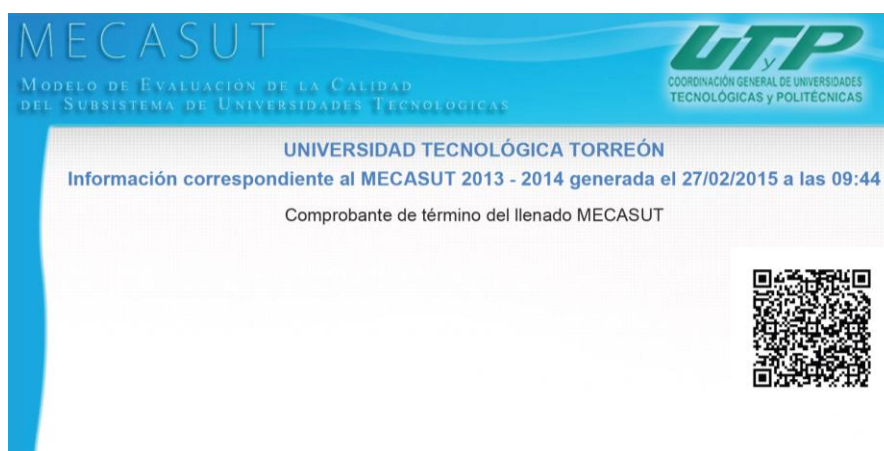 MECASUT
MODELO DE EVALUACIÓN DE LA CALIDAD
DEL SUBSISTEMA DE UNIVERSIDADES TECNOLOGICAS
UTyP
COORDINACIÓN GENERAL DE UNIVERSIDADES
TECNOLÓGICAS y POLITÉCNICAS
UNIVERSIDAD TECNOLÓGICA TORREÓN
Información correspondiente al MECASUT 2013 - 2014 generada el 27/02/2015 a las 09:44
Comprobante de término del llenado MECASUT